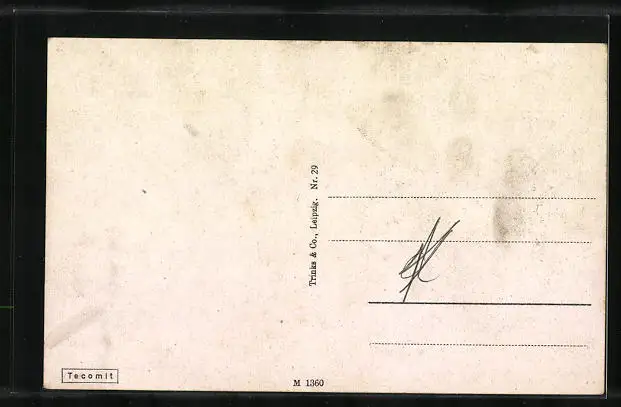 Trinks & Co., Leipzig. Nr. 29
Tecomit
M 1360